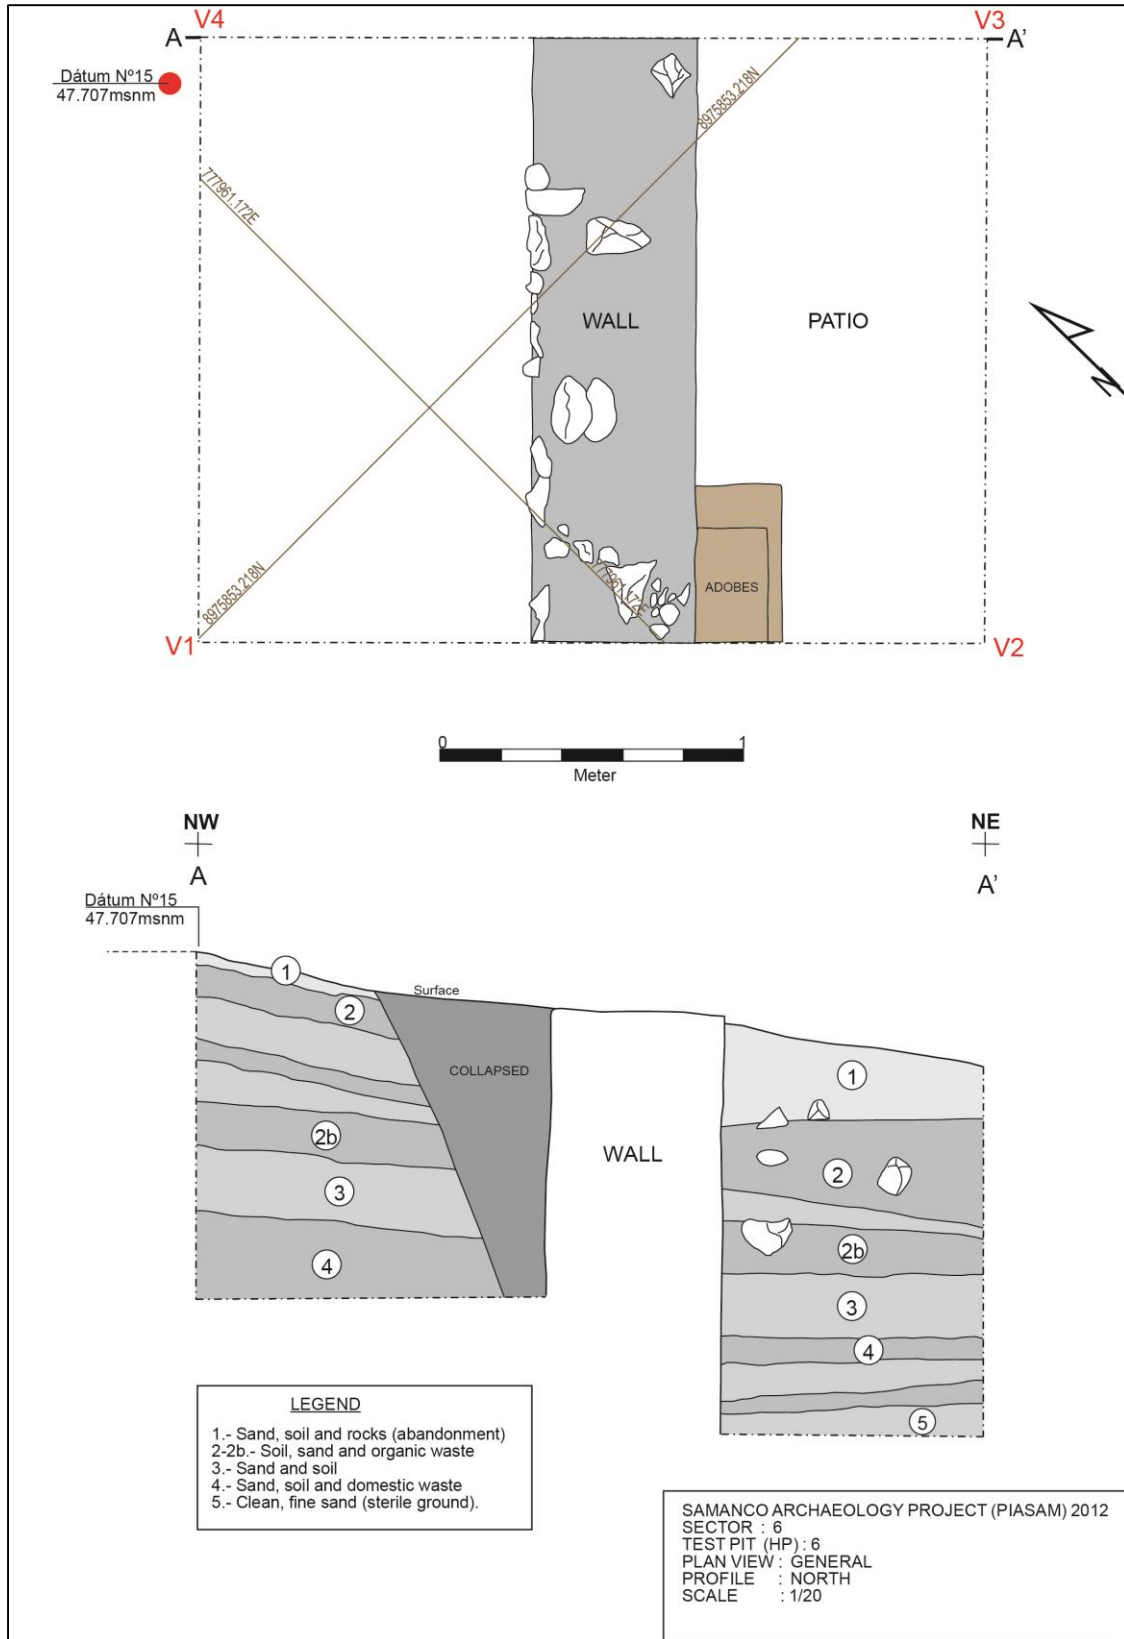 V4
V3
A
A'
Dátum Nº15
47.707msnm
8975853.218N
777961.172E
WALL
PATIO
N
777961.172E
ADOBES
8975853.218N
V1
V2
0
1
Meter
NW
NE
A
A'
Dátum Nº15
47.707msnm
1
Surface
2
COLLAPSED
1
2b
WALL
2
3
2b
4
3
4
5
LEGEND
1.- Sand, soil and rocks (abandonment)
2-2b.- Soil, sand and organic waste
3.- Sand and soil
4.- Sand, soil and domestic waste
5.- Clean, fine sand (sterile ground).
SAMANCO ARCHAEOLOGY PROJECT (PIASAM) 2012
SECTOR : 6
TEST PIT (HP) : 6
PLAN VIEW : GENERAL
PROFILE : NORTH
SCALE : 1/20